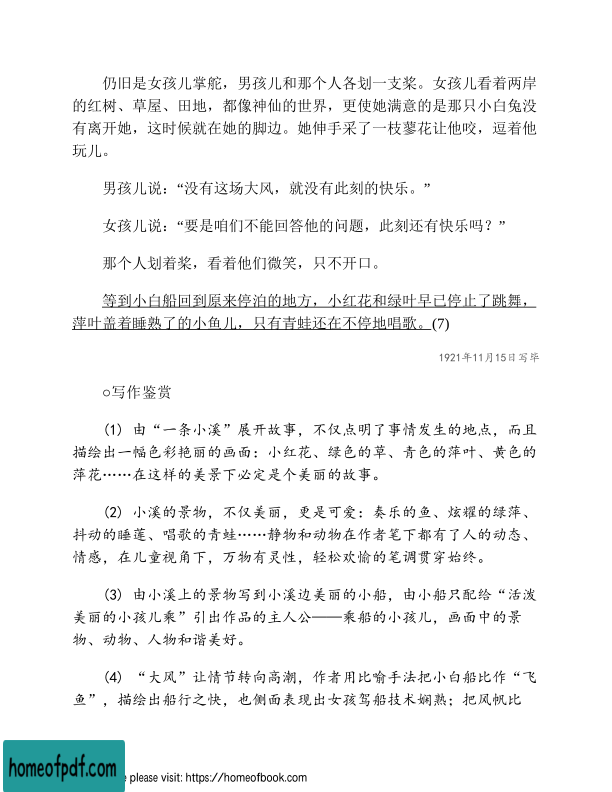 仍旧是女孩儿掌舵，男孩儿和那个人各划一支桨。女孩儿看着两岸
的红树、草屋、田地，都像神仙的世界，更使她满意的是那只小白兔没
有离开她，这时候就在她的脚边。她伸手采了一枝蓼花让他咬，逗着他
玩儿。
男孩儿说：“没有这场大风，就没有此刻的快乐。”
女孩儿说：“要是咱们不能回答他的问题，此刻还有快乐吗？”
那个人划着桨，看着他们微笑，只不开口。
等到小白船回到原来停泊的地方，小红花和绿叶早已停止了跳舞，
萍叶盖着睡熟了的小鱼儿，只有青蛙还在不停地唱歌。(7)
1921年11月15日写毕
○写作鉴赏
（1）由“一条小溪”展开故事，不仅点明了事情发生的地点，而且
描绘出一幅色彩艳丽的画面：小红花、绿色的草、青色的萍叶、黄色的
萍花……在这样的美景下必定是个美丽的故事。
（2）小溪的景物，不仅美丽，更是可爱：奏乐的鱼、炫耀的绿萍、
抖动的睡莲、唱歌的青蛙……静物和动物在作者笔下都有了人的动态、
情感，在儿童视角下，万物有灵性，轻松欢愉的笔调贯穿始终。
（3）由小溪上的景物写到小溪边美丽的小船，由小船只配给“活泼
美丽的小孩儿乘”引出作品的主人公——乘船的小孩儿，画面中的景
物、动物、人物和谐美好。
（4）“大风”让情节转向高潮，作者用比喻手法把小白船比作“飞
鱼”，描绘出船行之快，也侧面表现出女孩驾船技术娴熟；把风帆比
homeofpdf.com
e please visit: https://homeofbook.com